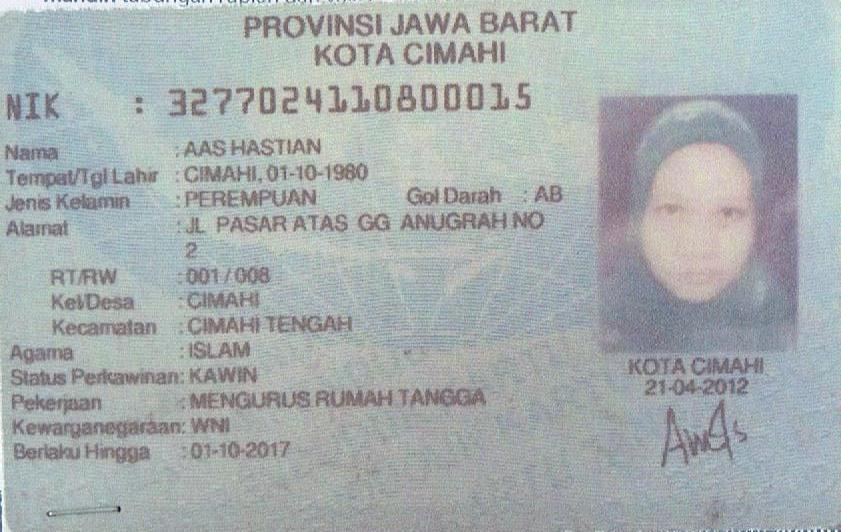 PROVINSI JAWA BARAT
KOTA CIMAHI
NIK : 3277024110800015
Nama : AAS HASTIAN
Tempat/Tgl Lahir : CIMAHI, 01-10-1980
Jenis Kelamin : PEREMPUAN Gol Darah : AB
Alamat : JL PASAR ATAS GG ANUGRAH NO
2
RT/RW : 001 / 008
Kel/Desa : CIMAHI
Kecamatan : CIMAHI TENGAH
Agama : ISLAM
Status Perkawinan: KAWIN
Pekerjaan : MENGURUS RUMAH TANGGA
Kewarganegaraan: WNI
Berlaku Hingga : 01-10-2017
KOTA CIMAHI
21-04-2012